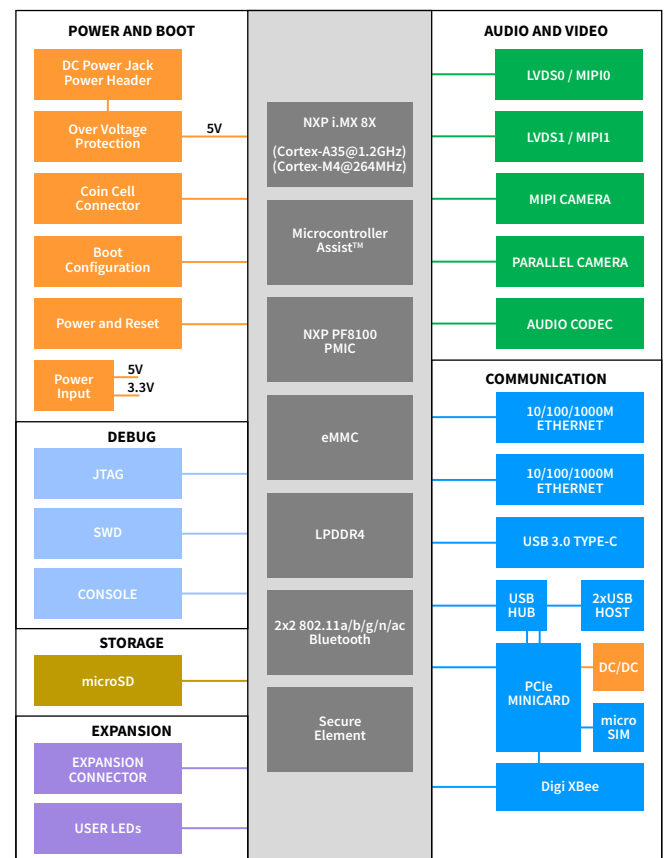 POWER AND BOOT
DC Power Jack
Power Header
Over Voltage
Protection
5V
Coin Cell
Connector
Boot
Configuration
Power and Reset
Power
Input
5V
3.3V
DEBUG
JTAG
SWD
CONSOLE
STORAGE
microSD
EXPANSION
EXPANSION
CONNECTOR
USER LEDs
NXP i.MX 8X
(Cortex-A35@1.2GHz)
(Cortex-M4@264MHz)
Microcontroller
Assist™
NXP PF8100
PMIC
eMMC
LPDDR4
2x2 802.11a/b/g/n/ac
Bluetooth
Secure
Element
AUDIO AND VIDEO
LVDS0 / MIPI0
LVDS1 / MIPI1
MIPI CAMERA
PARALLEL CAMERA
AUDIO CODEC
COMMUNICATION
10/100/1000M
ETHERNET
10/100/1000M
ETHERNET
USB 3.0 TYPE-C
USB
HUB
2xUSB
HOST
PCIe
MINICARD
DC/DC
micro
SIM
Digi XBee